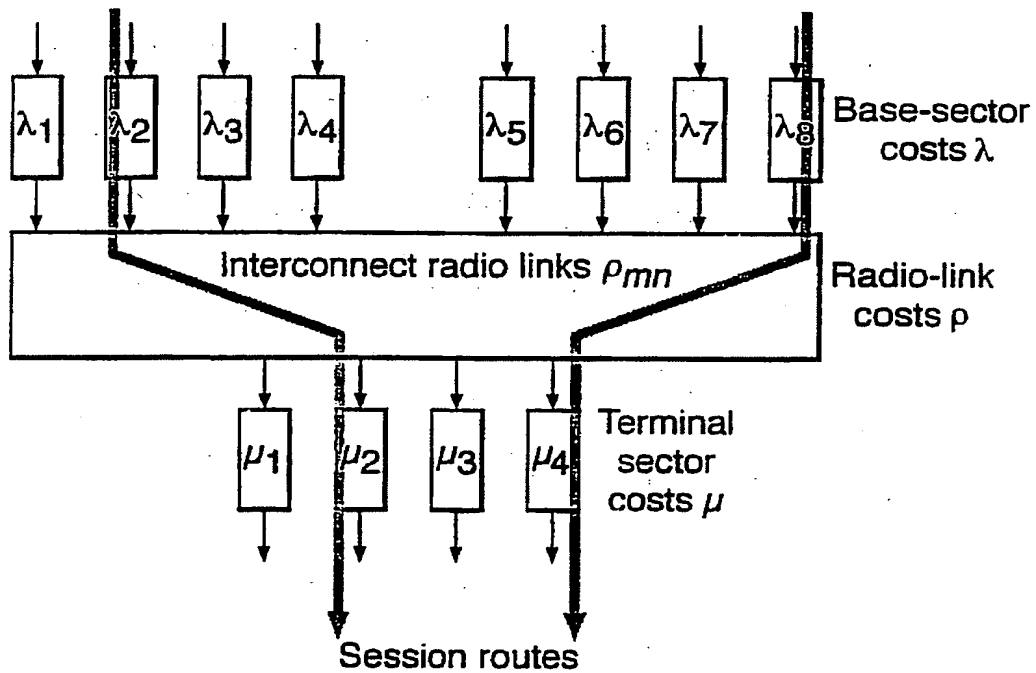 λ1 λ2 λ3 λ4 λ5 λ6 λ7 λ8
Base-sector
costs λ
Interconnect radio links ρmn
Radio-link
costs ρ
μ1 μ2 μ3 μ4
Terminal
sector
costs μ
Session routes